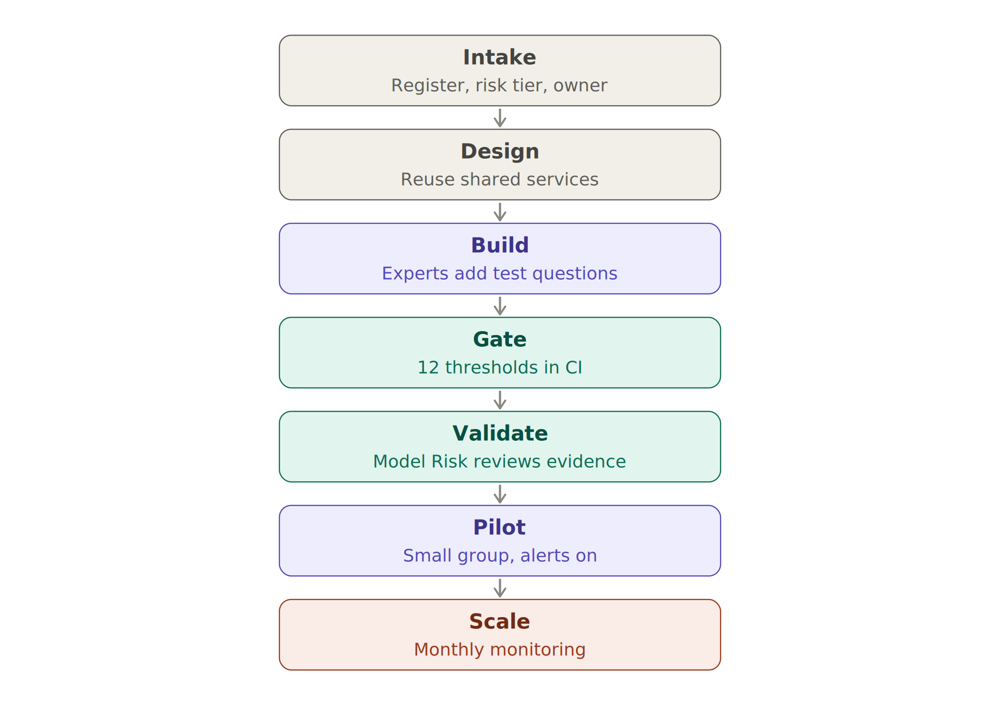 Intake
Register, risk tier, owner
Design
Reuse shared services
Build
Experts add test questions
Gate
12 thresholds in CI
Validate
Model Risk reviews evidence
Pilot
Small group, alerts on
Scale
Monthly monitoring